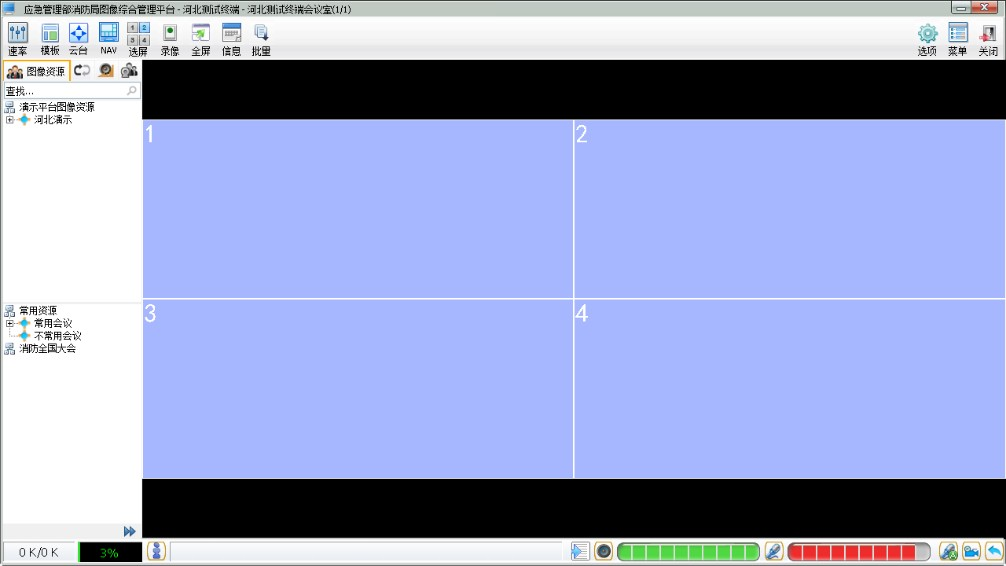 应急管理部消防局图像综合管理平台 - 河北测试终端 - 河北测试终端会议室(1/1)
速率 模板 云台 NAV 选屏 录像 全屏 信息 批量 选项 菜单 关闭
1 2
3 4
图像资源
查找...
演示平台图像资源
河北演示
1 2
3 4
常用资源
常用会议
不常用会议
消防全国大会
0 K/0 K 3%